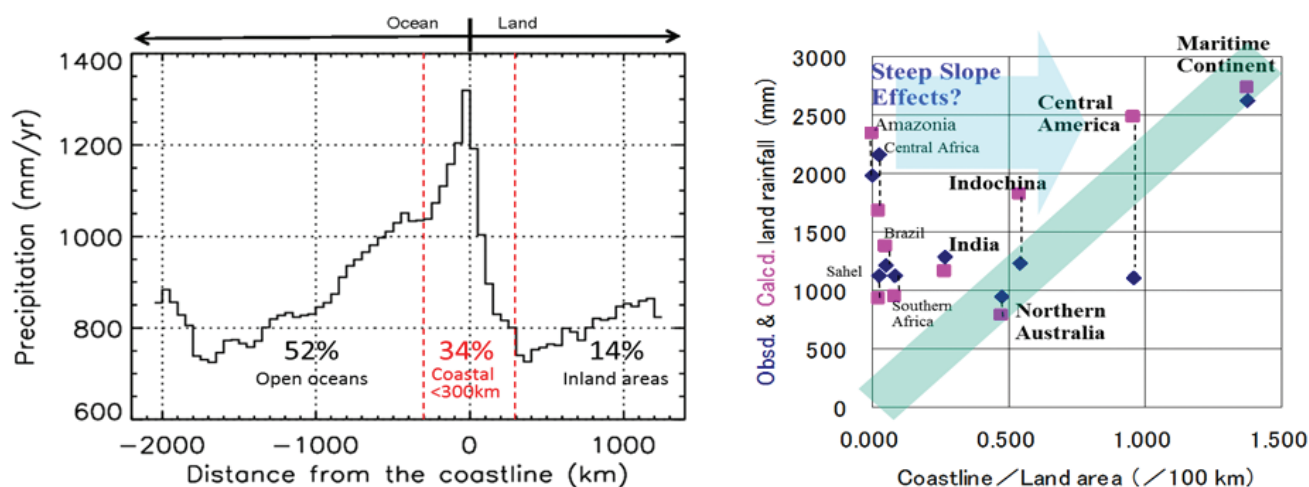 Ocean
Land
1400
1200
1000
800
600
Precipitation (mm/yr)
52%
Open oceans
34%
Coastal
<300km
14%
Inland areas
−2000
−1000
0
1000
Distance from the coastline (km)
Obsd. & Calcd. land rainfall (mm)
3000
2500
2000
1500
1000
500
0
Steep Slope
Effects?
Maritime
Continent
Amazonia
Central Africa
Central
America
Indochina
Brazil
India
Sahel
Southern
Africa
Northern
Australia
0.000
0.500
1.000
1.500
Coastline／Land area (／100 km)